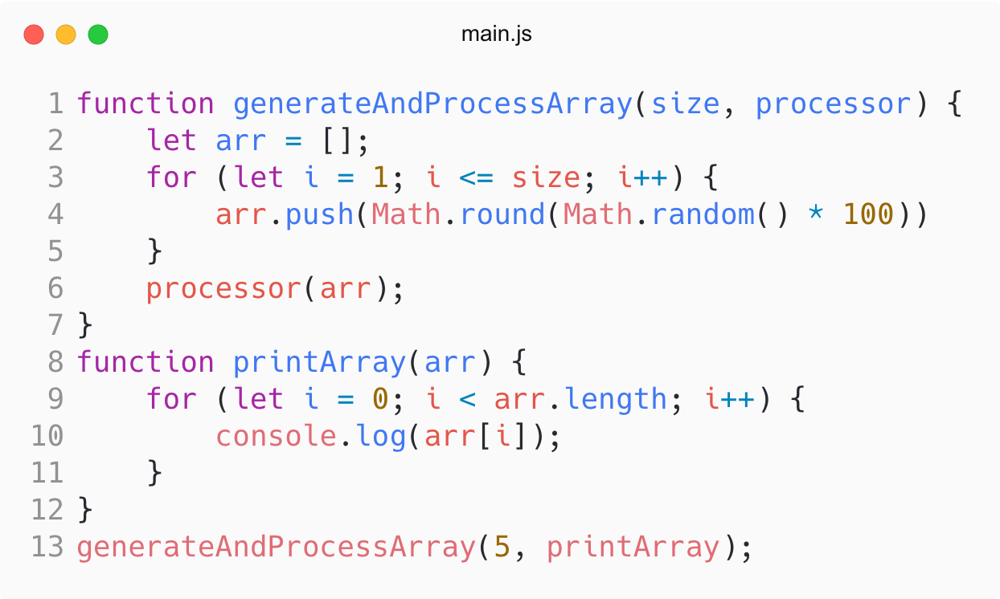 main.js
1 function generateAndProcessArray(size, processor) {
2     let arr = [];
3     for (let i = 1; i <= size; i++) {
4         arr.push(Math.round(Math.random() * 100))
5     }
6     processor(arr);
7 }
8 function printArray(arr) {
9     for (let i = 0; i < arr.length; i++) {
10         console.log(arr[i]);
11     }
12 }
13 generateAndProcessArray(5, printArray);